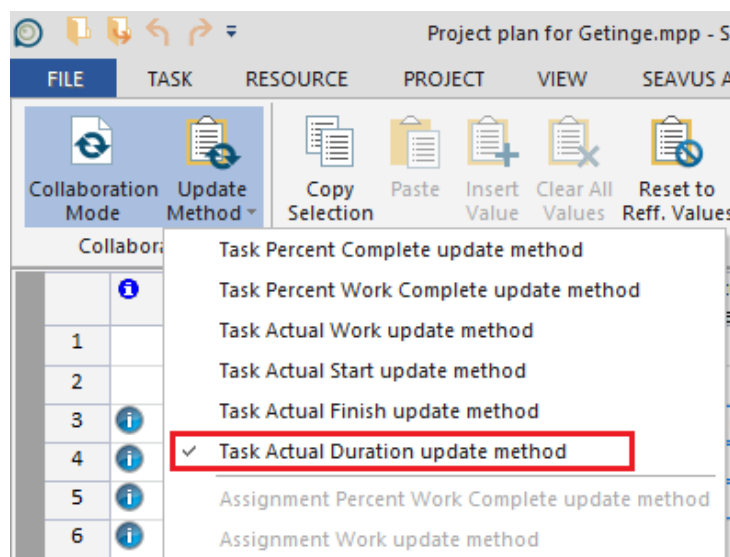 Project plan for Getinge.mpp - S
FILE TASK RESOURCE PROJECT VIEW SEAVUS A
Collaboration Mode
Update Method
Copy Selection
Paste
Insert Value
Clear All Values
Reset to Reff. Values
Collabora
Task Percent Complete update method
Task Percent Work Complete update method
1
Task Actual Work update method
2
Task Actual Start update method
3
Task Actual Finish update method
4
Task Actual Duration update method
5
Assignment Percent Work Complete update method
6
Assignment Work update method